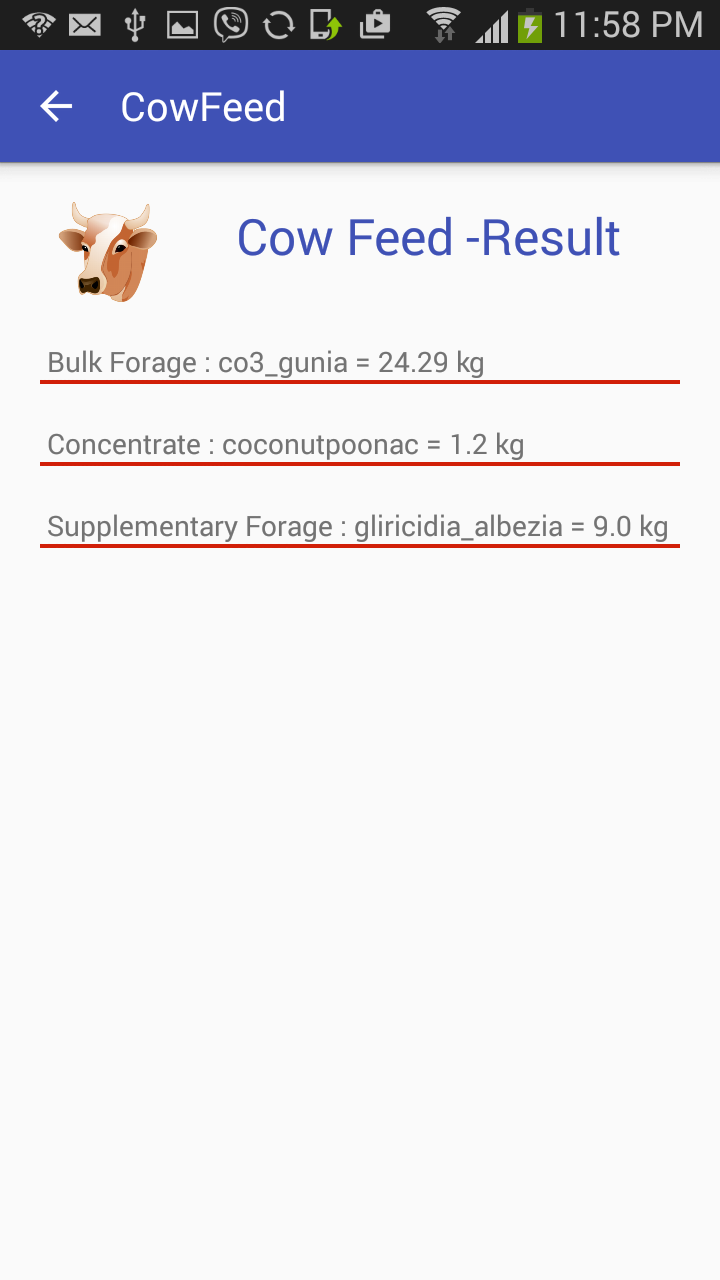 11:58 PM
CowFeed
Cow Feed -Result
Bulk Forage : co3_gunia = 24.29 kg
Concentrate : coconutpoonac = 1.2 kg
Supplementary Forage : gliricidia_albezia = 9.0 kg